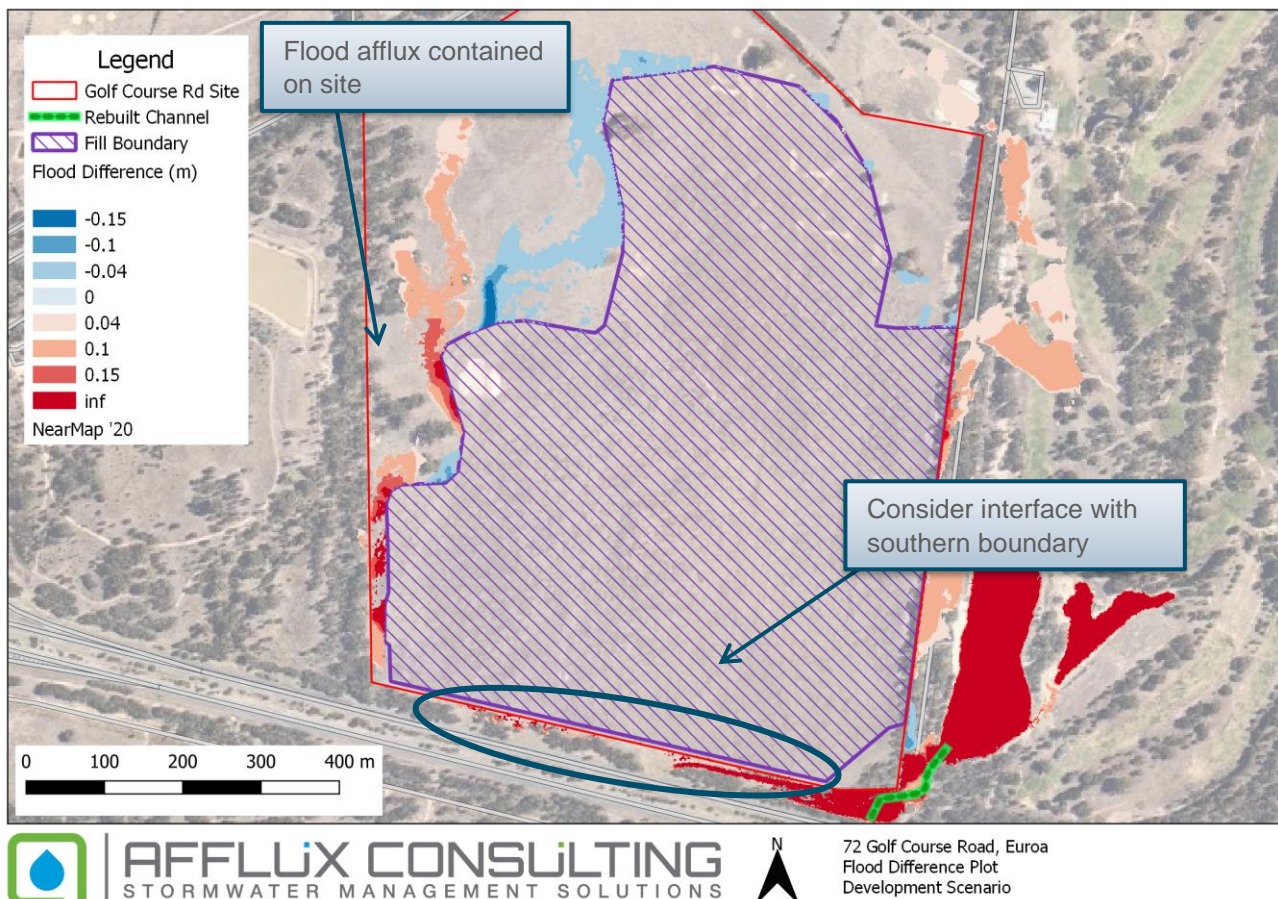 Legend
Golf Course Rd Site
Rebuilt Channel
Fill Boundary
Flood Difference (m)
-0.15
-0.1
-0.04
0
0.04
0.1
0.15
inf
NearMap '20
Flood afflux contained
on site
Consider interface with
southern boundary
0 100 200 300 400 m
AFFLUX CONSULTING
STORMWATER MANAGEMENT SOLUTIONS
N
72 Golf Course Road, Euroa
Flood Difference Plot
Development Scenario